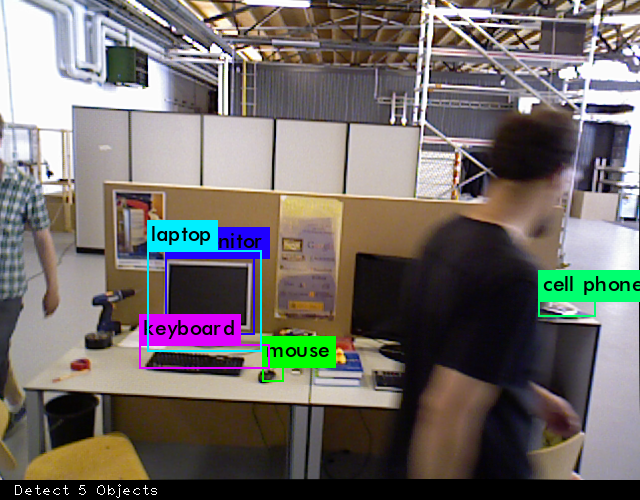 laptop
nitor
cell phone
keyboard
mouse
Detect 5 Objects